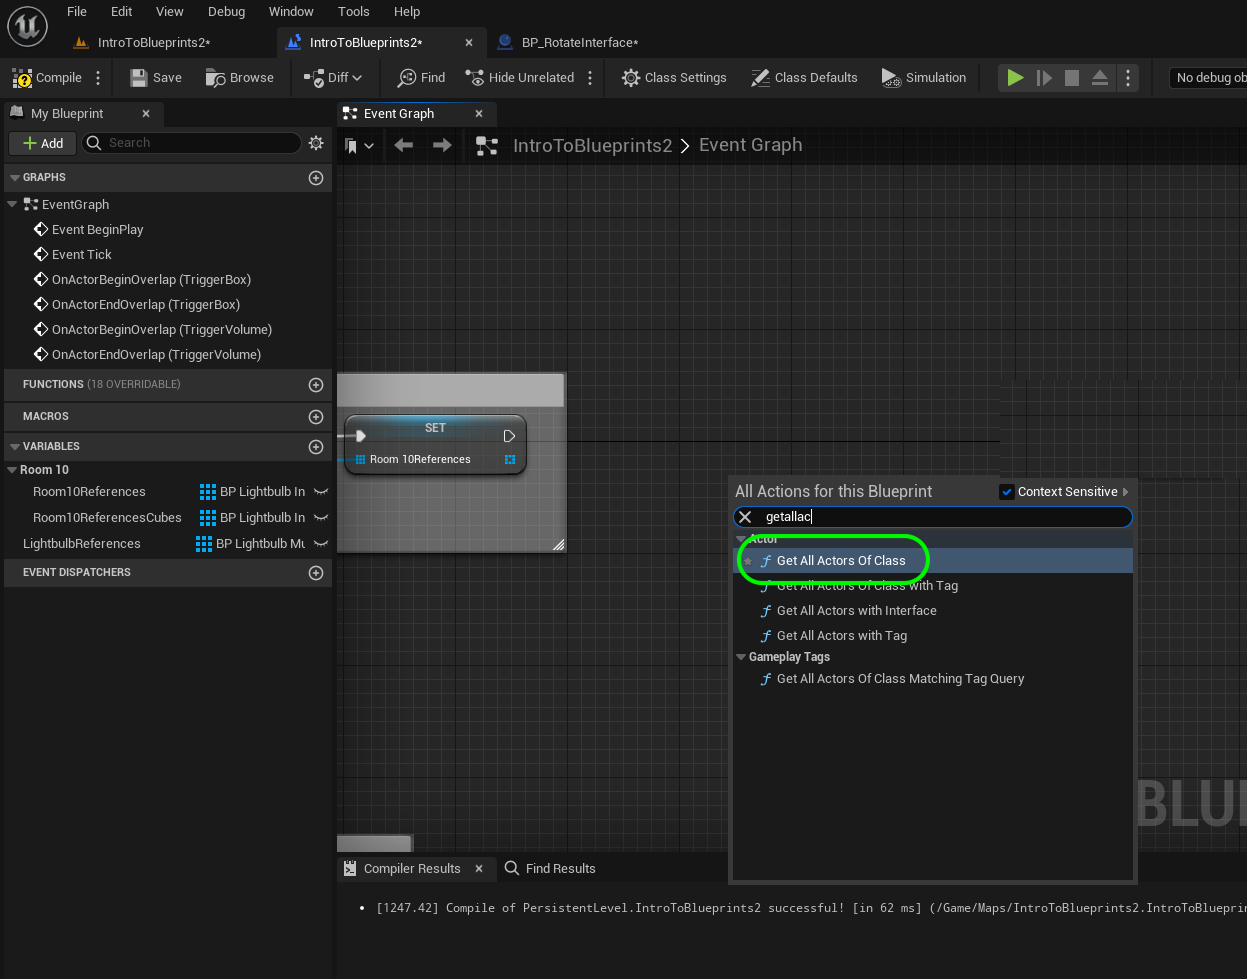 File Edit View Debug Window Tools Help
IntroToBlueprints2* IntroToBlueprints2* BP_RotateInterface*
Compile Save Browse Diff Find Hide Unrelated Class Settings Class Defaults Simulation No debug ob
My Blueprint Event Graph
Add Search IntroToBlueprints2 Event Graph
GRAPHS
EventGraph
Event BeginPlay
Event Tick
OnActorBeginOverlap (TriggerBox)
OnActorEndOverlap (TriggerBox)
OnActorBeginOverlap (TriggerVolume)
OnActorEndOverlap (TriggerVolume)
FUNCTIONS (18 OVERRIDABLE)
MACROS
VARIABLES
Room 10
Room10References BP Lightbulb In
Room10ReferencesCubes BP Lightbulb In
LightbulbReferences BP Lightbulb Mu
EVENT DISPATCHERS
SET
Room 10References
All Actions for this Blueprint Context Sensitive
getallac
Actor
Get All Actors Of Class
Get All Actors Of Class with Tag
Get All Actors with Interface
Get All Actors with Tag
Gameplay Tags
Get All Actors Of Class Matching Tag Query
BLU
Compiler Results Find Results
[1247.42] Compile of PersistentLevel.IntroToBlueprints2 successful! [in 62 ms] (/Game/Maps/IntroToBlueprints2.IntroToBlueprin